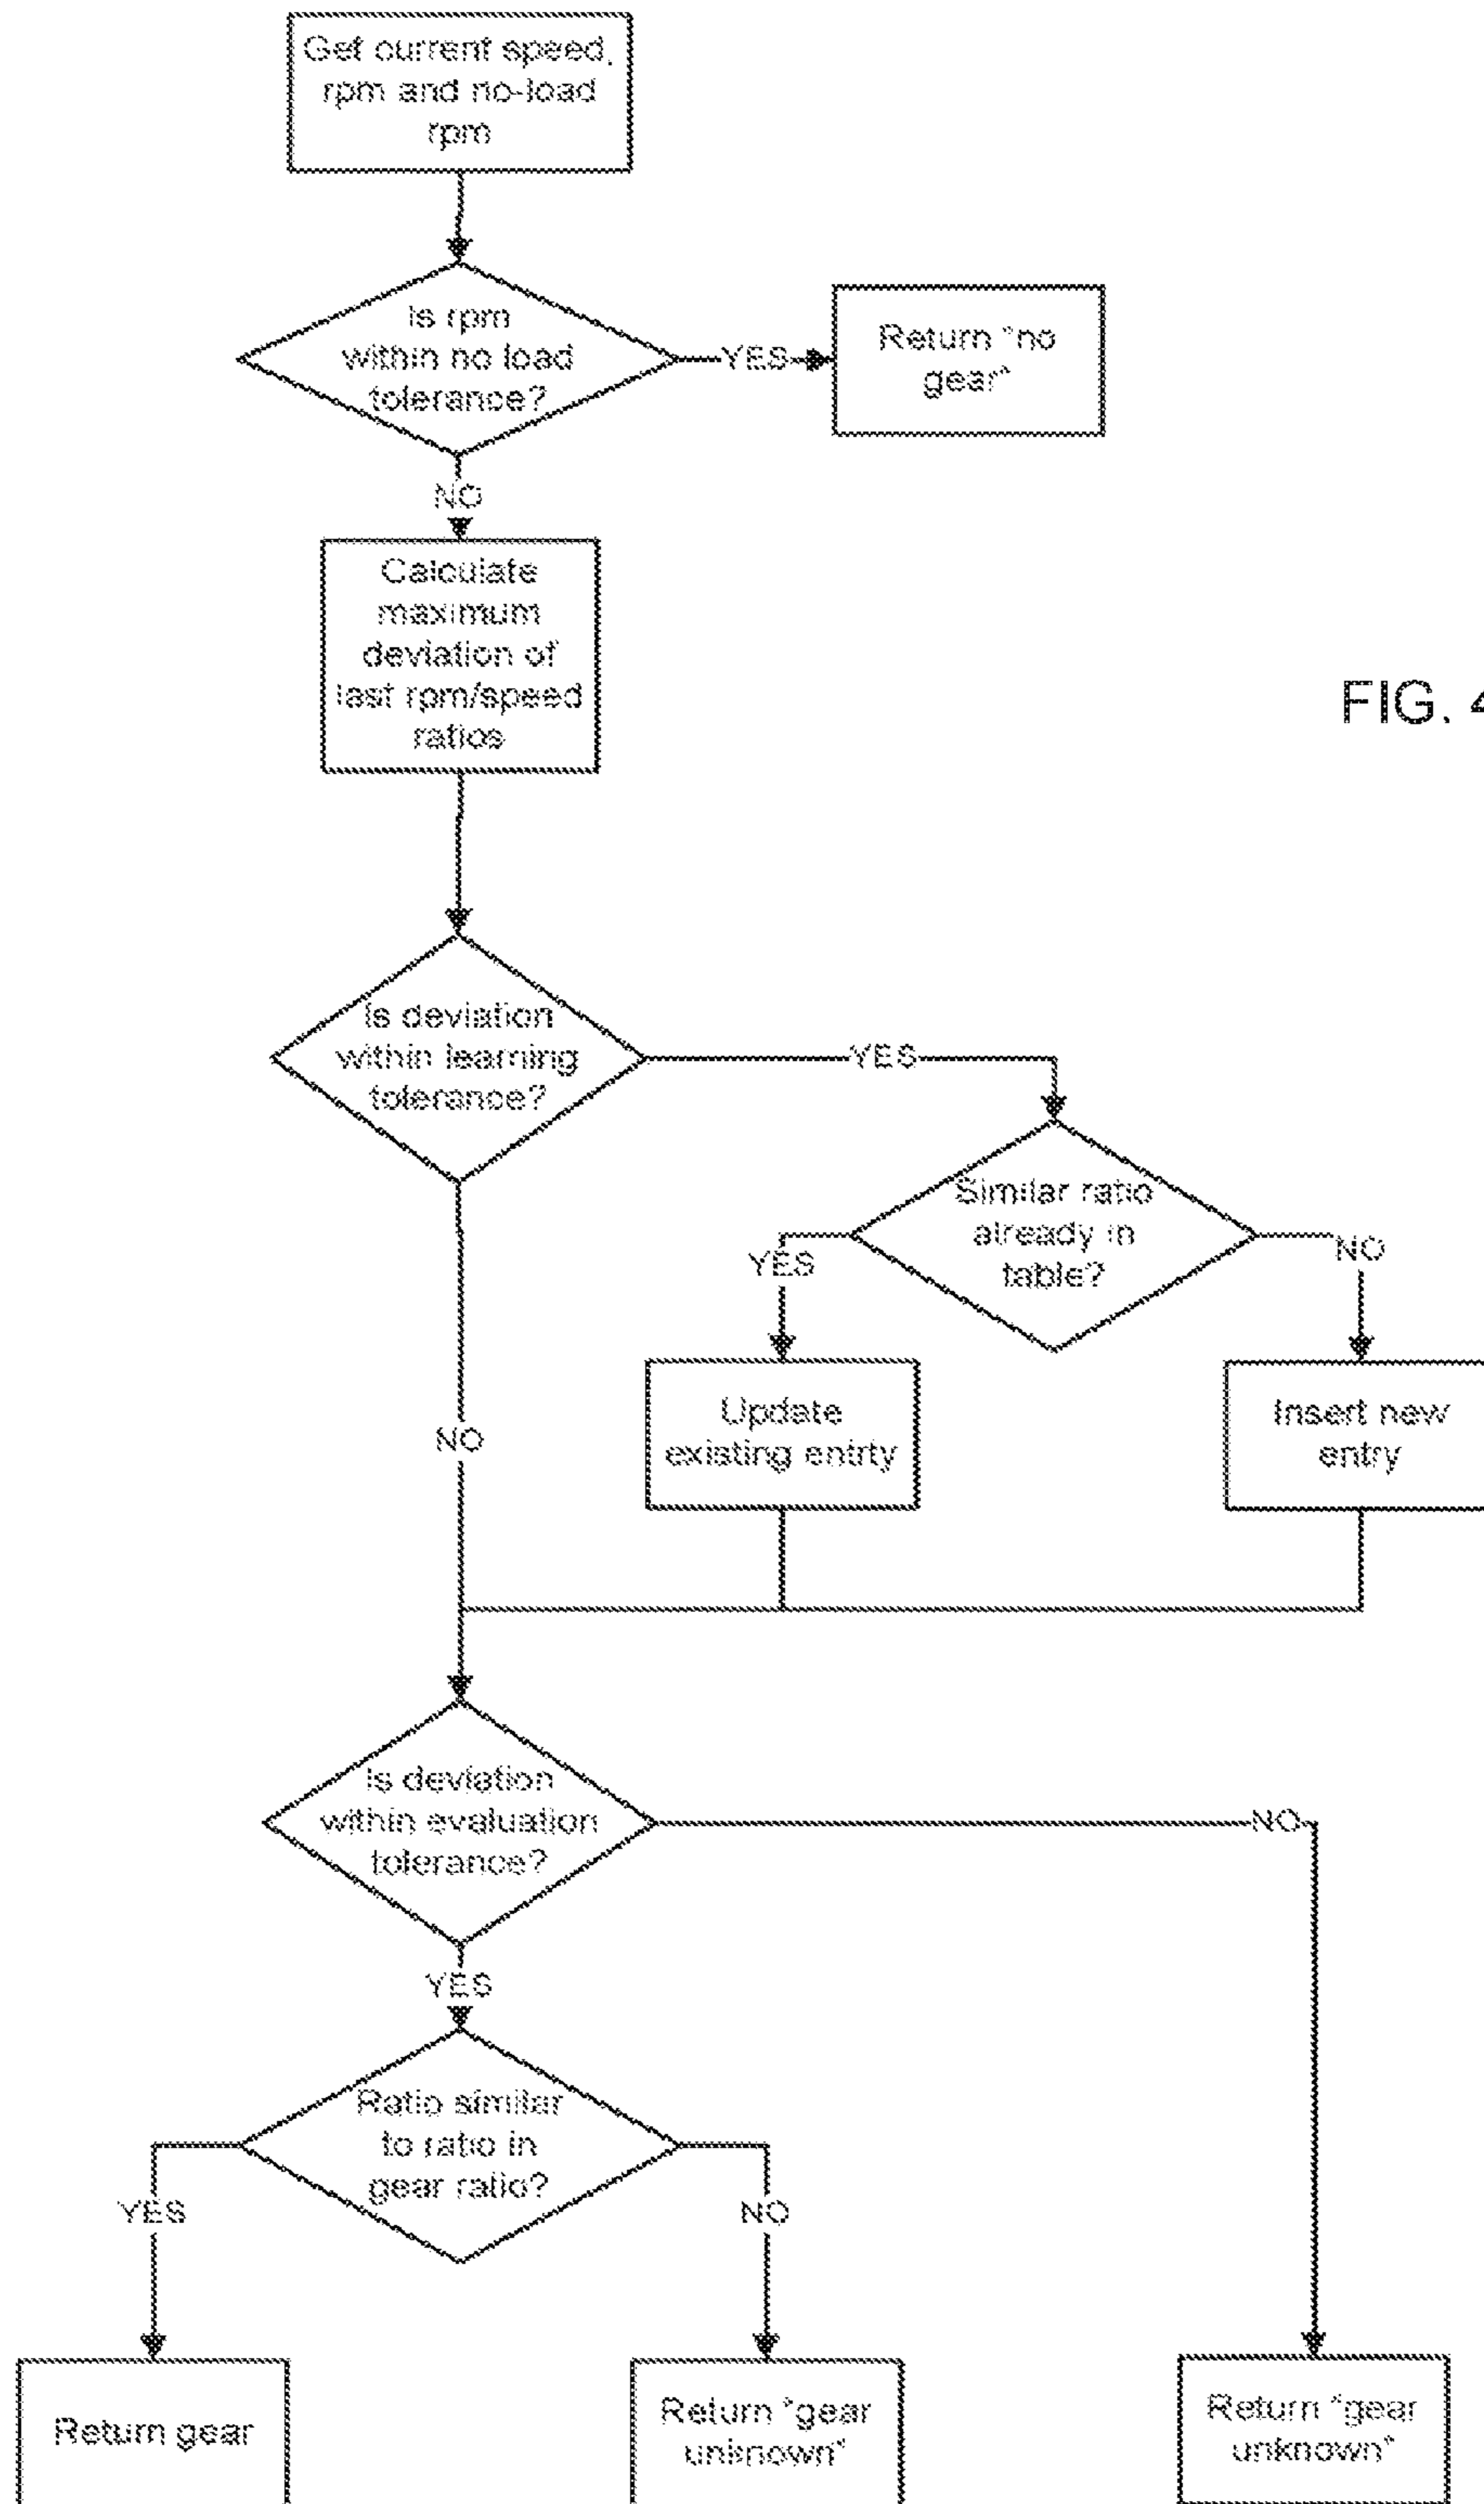 Get current speed,
rpm and no-load
rpm
Is rpm
within no load
tolerance?
YES
Return "no
gear"
NO
Calculate
maximum
deviation of
last rpm/speed
ratios
FIG. 4
Is deviation
within learning
tolerance?
YES
Similar ratio
already in
table?
YES
NO
Update
existing entrty
Insert new
entry
NO
Is deviation
within evaluation
tolerance?
NO
YES
Ratio similar
to ratio in
gear ratio?
YES
NO
Return gear
Return "gear
unknown"
Return "gear
unknown"